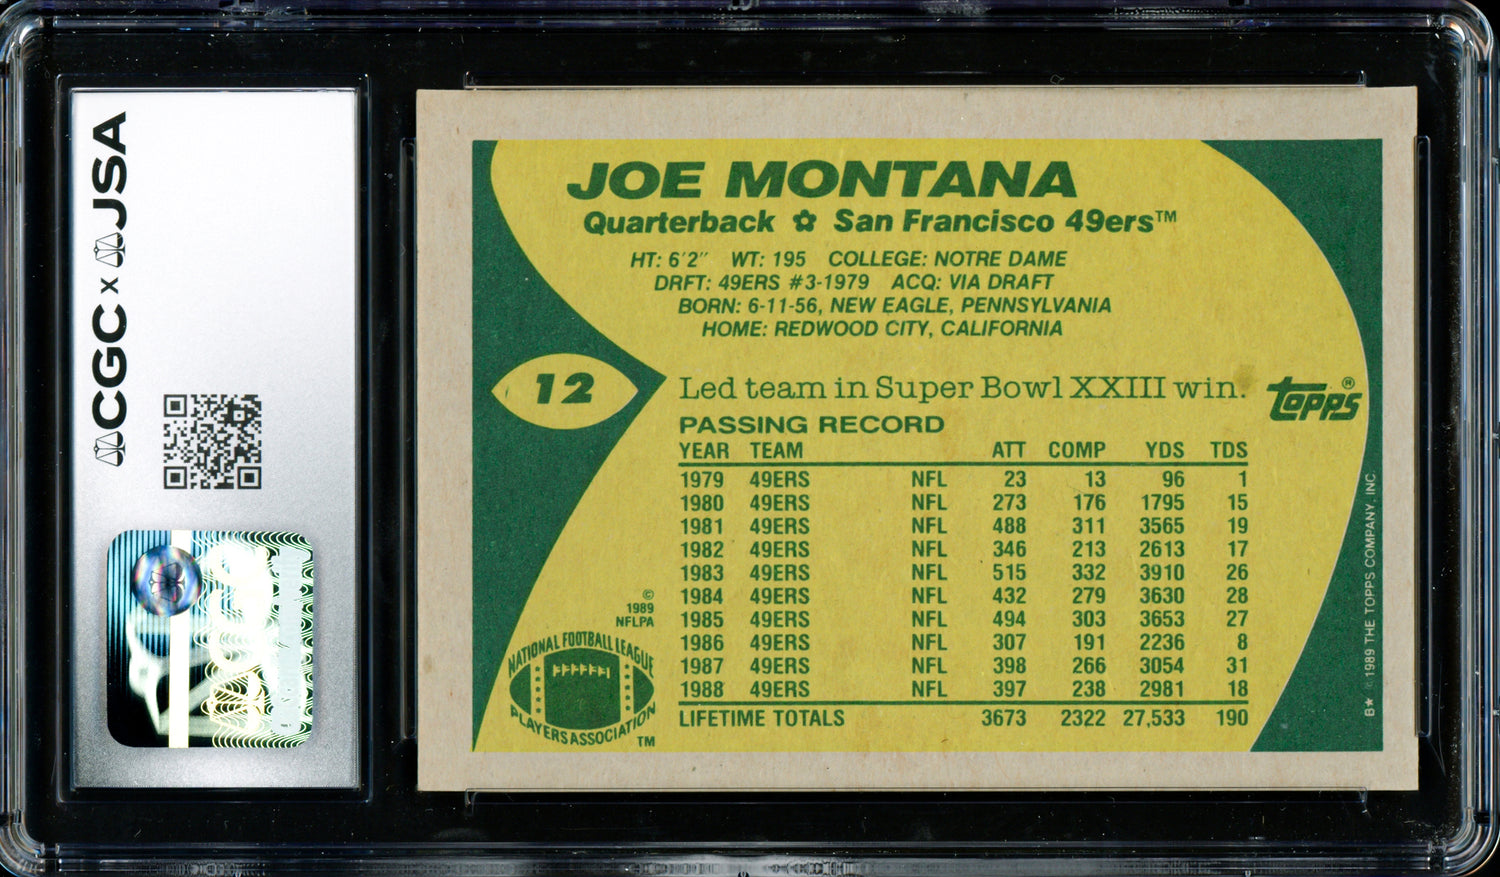 CGC x JSA
JOE MONTANA
Quarterback ✿ San Francisco 49ers™
HT: 6'2" WT: 195 COLLEGE: NOTRE DAME
DRFT: 49ERS #3-1979 ACQ: VIA DRAFT
BORN: 6-11-56, NEW EAGLE, PENNSYLVANIA
HOME: REDWOOD CITY, CALIFORNIA
12
Led team in Super Bowl XXIII win.
topps®
PASSING RECORD
YEAR TEAM ATT COMP YDS TDS
1979 49ERS NFL 23 13 96 1
1980 49ERS NFL 273 176 1795 15
1981 49ERS NFL 488 311 3565 19
1982 49ERS NFL 346 213 2613 17
1983 49ERS NFL 515 332 3910 26
1984 49ERS NFL 432 279 3630 28
1985 49ERS NFL 494 303 3653 27
1986 49ERS NFL 307 191 2236 8
1987 49ERS NFL 398 266 3054 31
1988 49ERS NFL 397 238 2981 18
LIFETIME TOTALS 3673 2322 27,533 190
©
1989
NFLPA
NATIONAL FOOTBALL LEAGUE
PLAYERS ASSOCIATION
TM
B* © 1989 THE TOPPS COMPANY, INC.